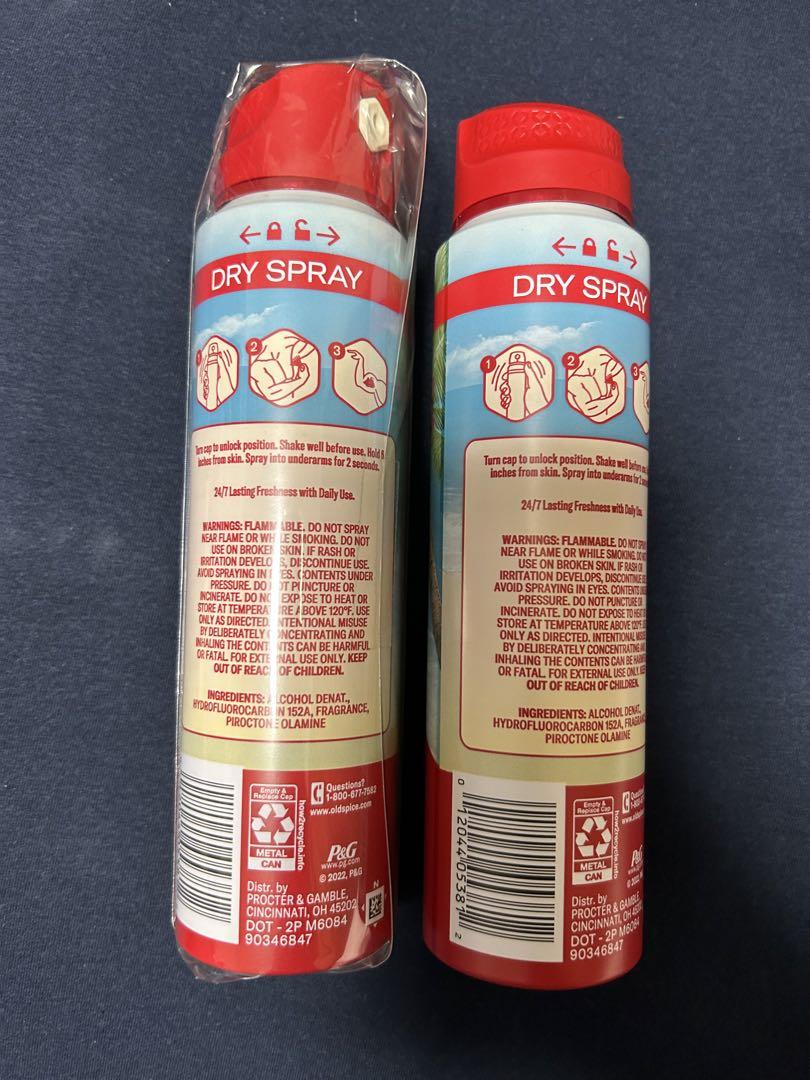 DRY SPRAY
1
2
3
Turn cap to unlock position. Shake well before use. Hold 6
inches from skin. Spray into underarms for 2 seconds.
24/7 Lasting Freshness with Daily Use.
WARNINGS: FLAMMABLE. DO NOT SPRAY
NEAR FLAME OR WHILE SMOKING. DO NOT
USE ON BROKEN SKIN. IF RASH OR
IRRITATION DEVELOPS, DISCONTINUE USE.
AVOID SPRAYING IN EYES. CONTENTS UNDER
PRESSURE. DO NOT PUNCTURE OR
INCINERATE. DO NOT EXPOSE TO HEAT OR
STORE AT TEMPERATURE ABOVE 120°F. USE
ONLY AS DIRECTED. INTENTIONAL MISUSE
BY DELIBERATELY CONCENTRATING AND
INHALING THE CONTENTS CAN BE HARMFUL
OR FATAL. FOR EXTERNAL USE ONLY. KEEP
OUT OF REACH OF CHILDREN.
INGREDIENTS: ALCOHOL DENAT.,
HYDROFLUOROCARBON 152A, FRAGRANCE,
PIROCTONE OLAMINE
Empty &
Replace Cap
METAL
CAN
how2recycle.info
Questions?
1-800-677-7582
www.oldspice.com
P&G
www.pg.com
© 2022, P&G
Distr. by
PROCTER & GAMBLE,
CINCINNATI, OH 45202
DOT - 2P M6084
90346847
N
DRY SPRAY
1
2
3
Turn cap to unlock position. Shake well before
inches from skin. Spray into underarms for 2
24/7 Lasting Freshness with Daily Use.
WARNINGS: FLAMMABLE. DO NOT
NEAR FLAME OR WHILE SMOKING. DO
USE ON BROKEN SKIN. IF RASH OR
IRRITATION DEVELOPS, DISCONTINUE
AVOID SPRAYING IN EYES. CONTENTS
PRESSURE. DO NOT PUNCTURE OR
INCINERATE. DO NOT EXPOSE TO HEAT
STORE AT TEMPERATURE ABOVE 120°F.
ONLY AS DIRECTED. INTENTIONAL MISUSE
BY DELIBERATELY CONCENTRATING
INHALING THE CONTENTS CAN BE
OR FATAL. FOR EXTERNAL USE ONLY.
OUT OF REACH OF CHILDREN.
INGREDIENTS: ALCOHOL DENAT.,
HYDROFLUOROCARBON 152A,
PIROCTONE OLAMINE
0 12044 05381 2
Empty &
Replace Cap
METAL
CAN
how2recycle.info
www.oldspice
P&G
© 2022,
Distr. by
PROCTER & GAMBLE,
CINCINNATI, OH
DOT - 2P M6084
90346847